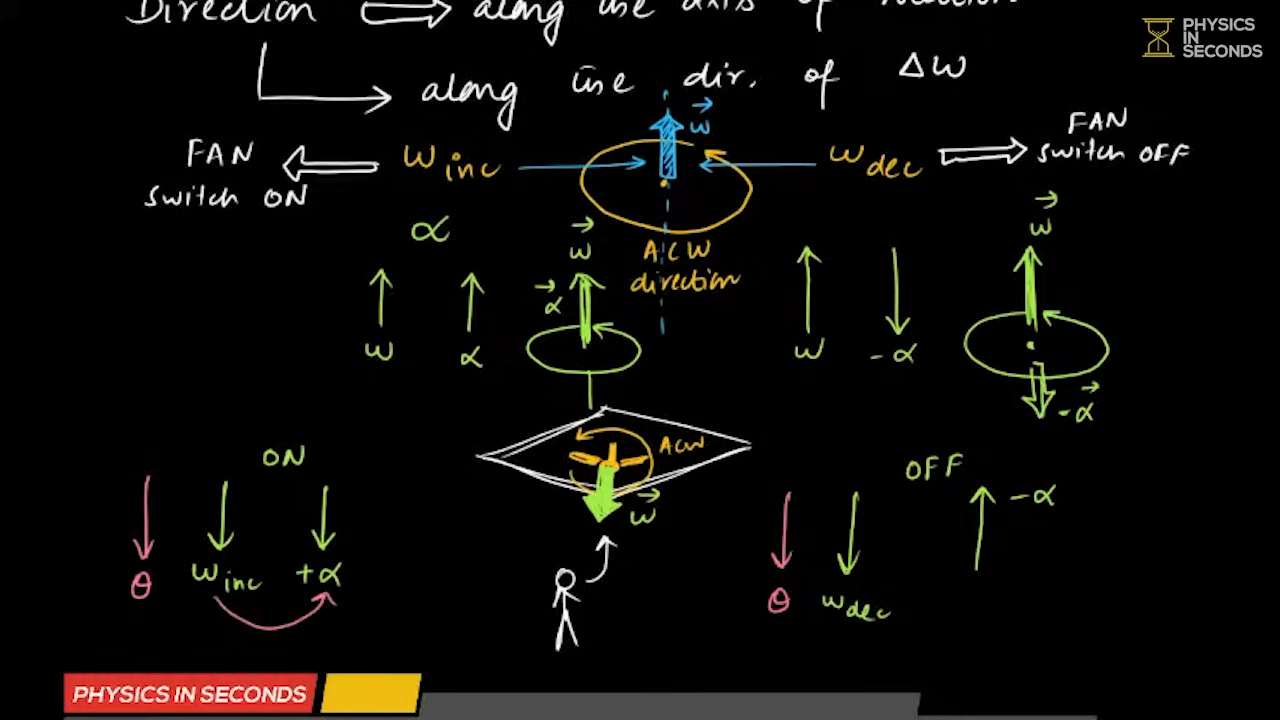 Direction ⟹ along the axis of rotation
PHYSICS
IN
SECONDS
along the dir. of Δω
FAN
switch ON
ω inc
ω⃗
ω dec
FAN
switch OFF
ACW
direction
α
ω
α
α⃗
ω⃗
ω
-α
ω⃗
-α⃗
ACW
ω⃗
ON
θ
ω inc
+α
OFF
θ
ω dec
-α
PHYSICS IN SECONDS